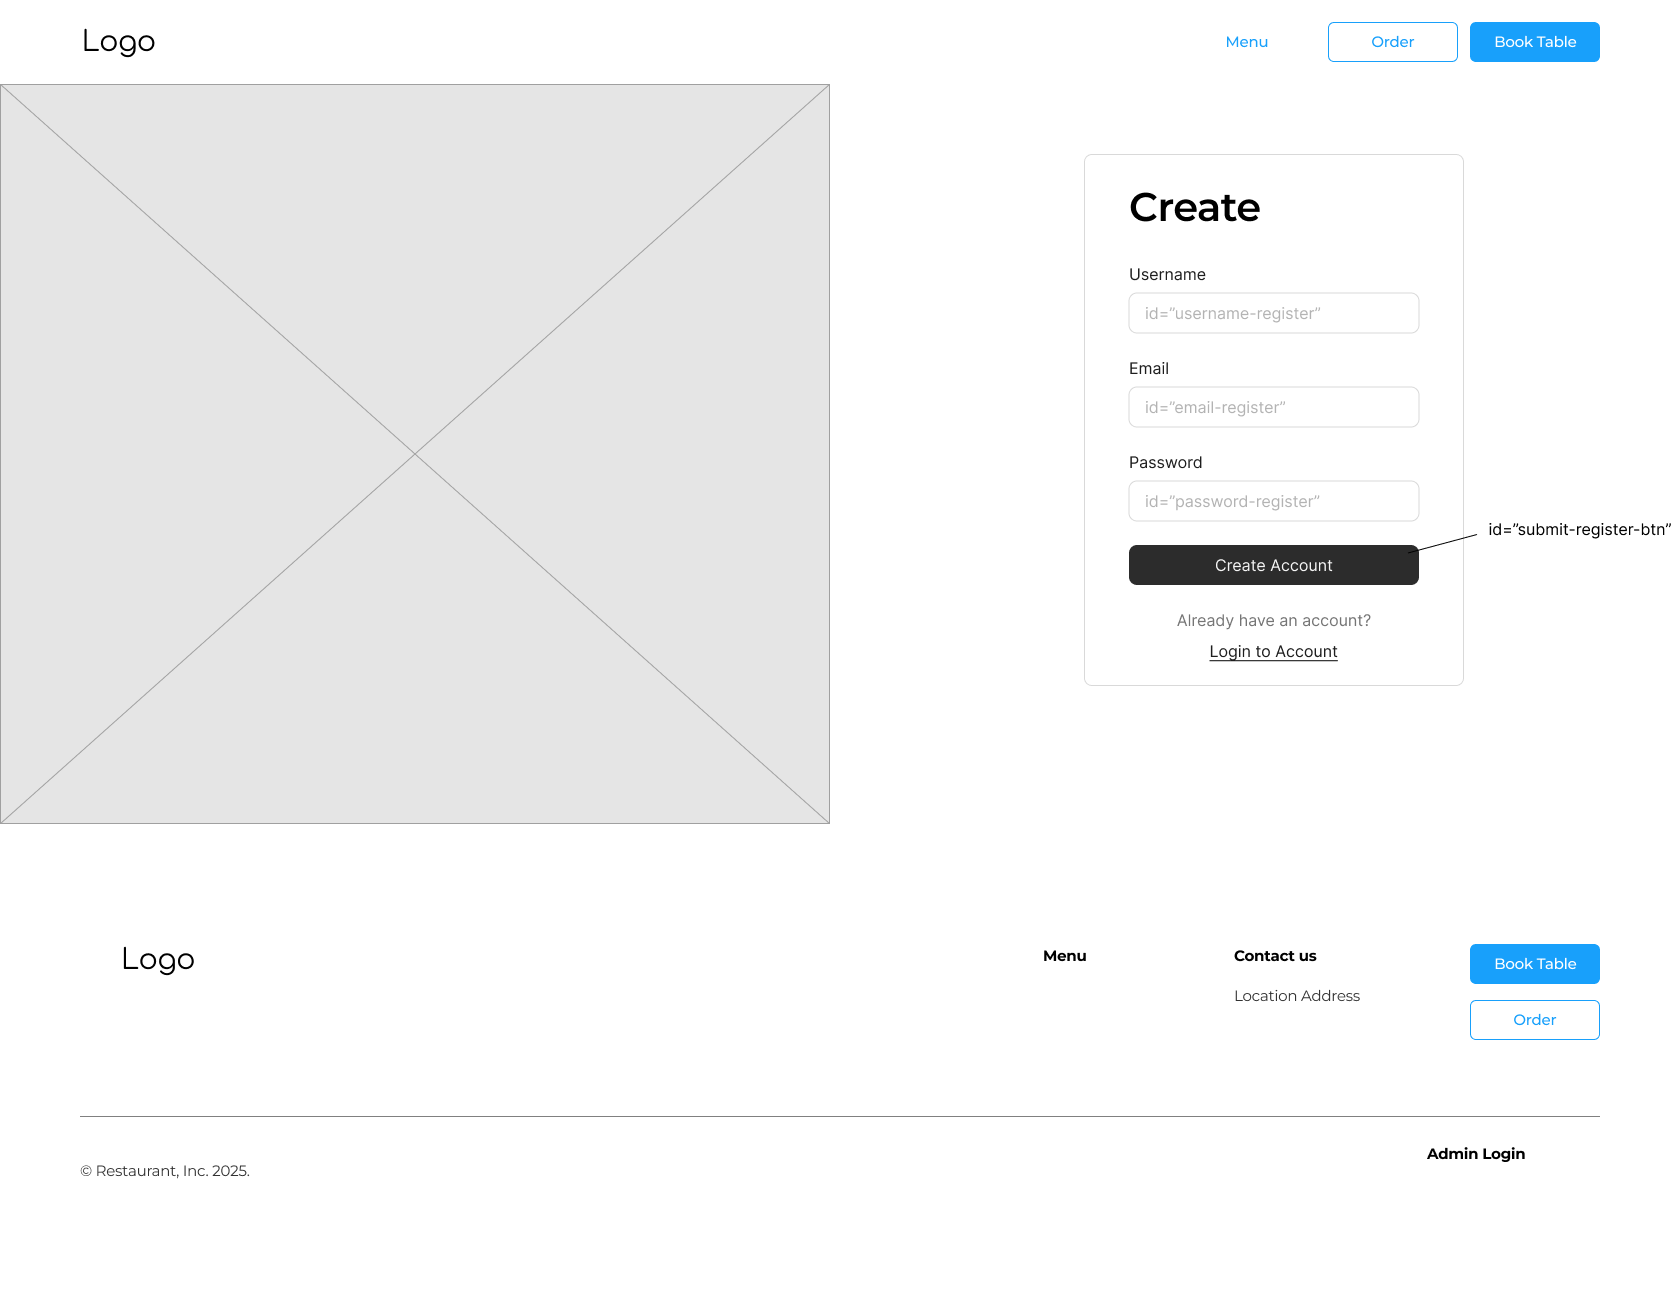 Logo
Menu
Order
Book Table
Create
Username
id=”username-register”
Email
id=”email-register”
Password
id=”password-register”
id=”submit-register-btn”
Create Account
Already have an account?
Login to Account
Logo
Menu
Contact us
Location Address
Book Table
Order
© Restaurant, Inc. 2025.
Admin Login